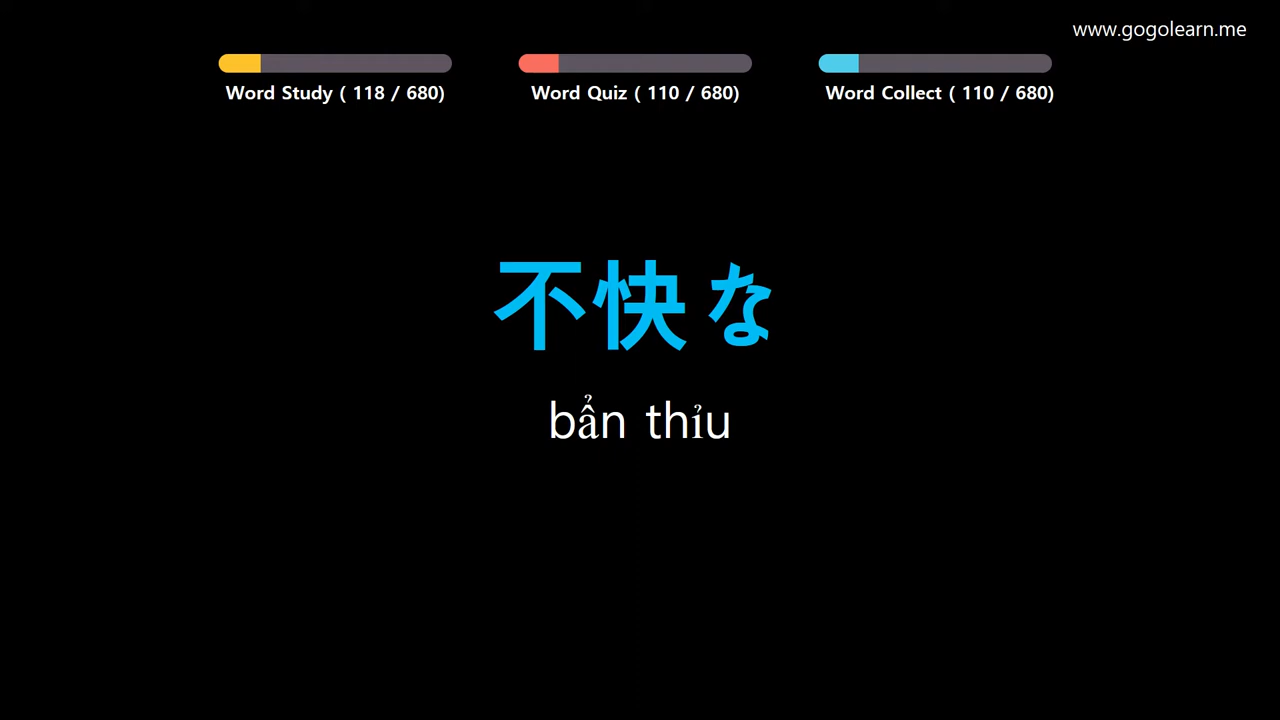 www.gogolearn.me
Word Study ( 118 / 680)
Word Quiz ( 110 / 680)
Word Collect ( 110 / 680)
不快な
bẩn thỉu